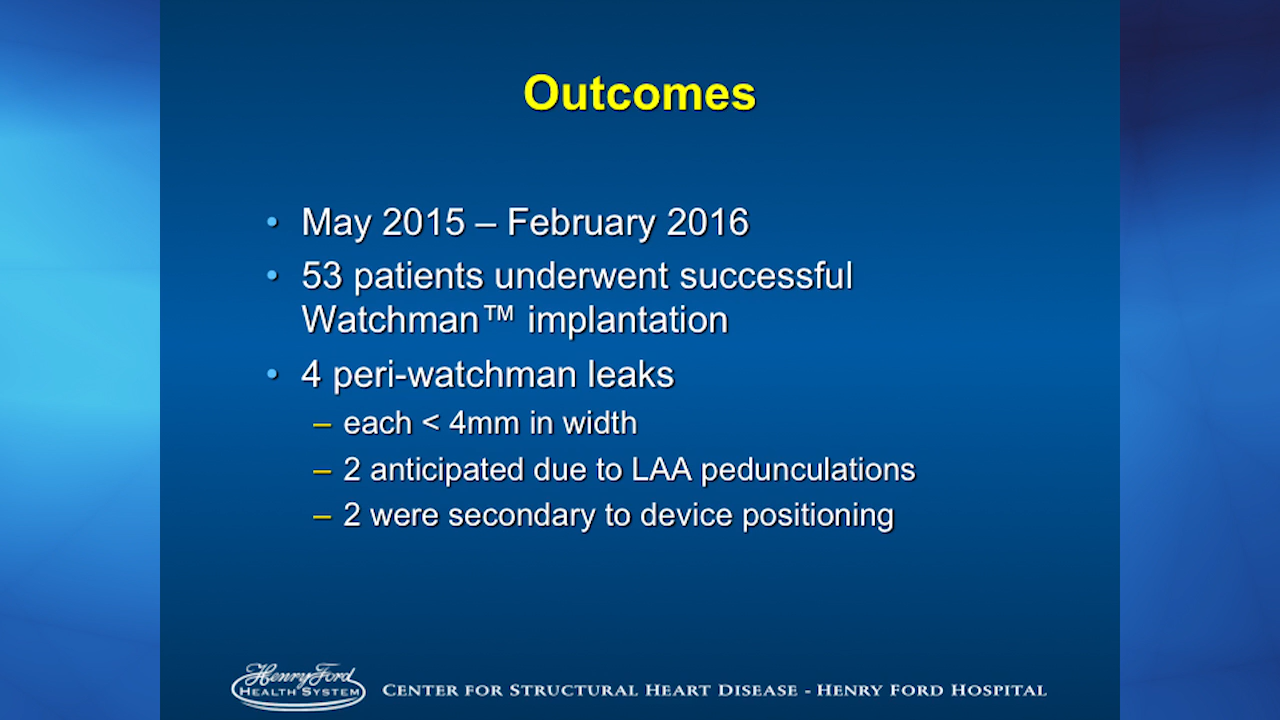 Outcomes
• May 2015 – February 2016
• 53 patients underwent successful
Watchman™ implantation
• 4 peri-watchman leaks
– each < 4mm in width
– 2 anticipated due to LAA pedunculations
– 2 were secondary to device positioning
Henry Ford
HEALTH SYSTEM
CENTER FOR STRUCTURAL HEART DISEASE - HENRY FORD HOSPITAL